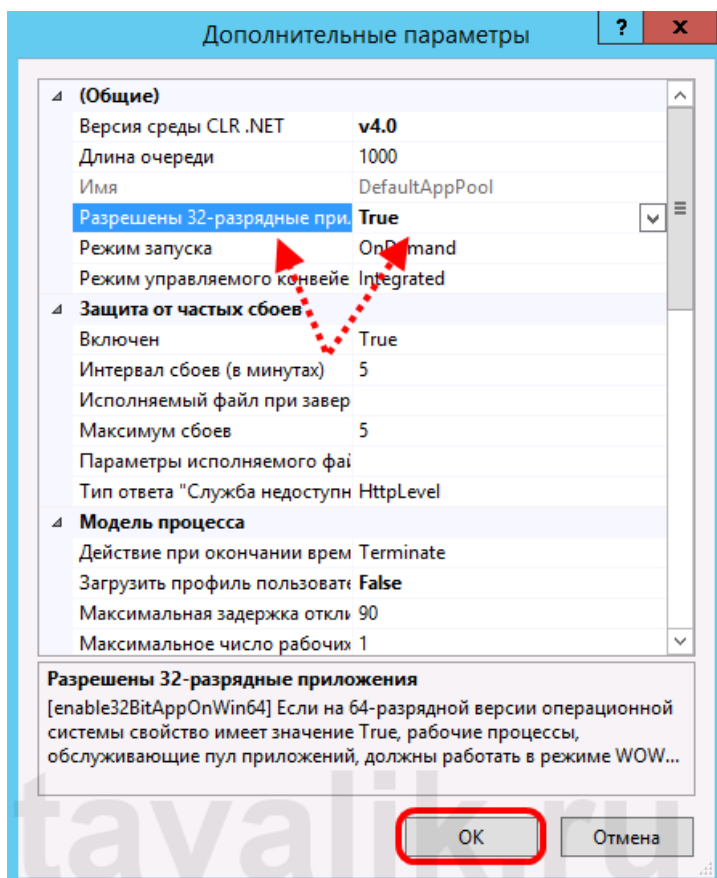 Дополнительные параметры
(Общие)
Версия среды CLR .NET v4.0
Длина очереди 1000
Имя DefaultAppPool
Разрешены 32-разрядные при. True
Режим запуска OnDemand
Режим управляемого конвейе Integrated
Защита от частых сбоев
Включен True
Интервал сбоев (в минутах) 5
Исполняемый файл при завер
Максимум сбоев 5
Параметры исполняемого фай
Тип ответа "Служба недоступн HttpLevel
Модель процесса
Действие при окончании врем Terminate
Загрузить профиль пользовате False
Максимальная задержка откли 90
Максимальное число рабочих 1
Разрешены 32-разрядные приложения
[enable32BitAppOnWin64] Если на 64-разрядной версии операционной
системы свойство имеет значение True, рабочие процессы,
обслуживающие пул приложений, должны работать в режиме WOW...
ОК Отмена
tavalik.ru